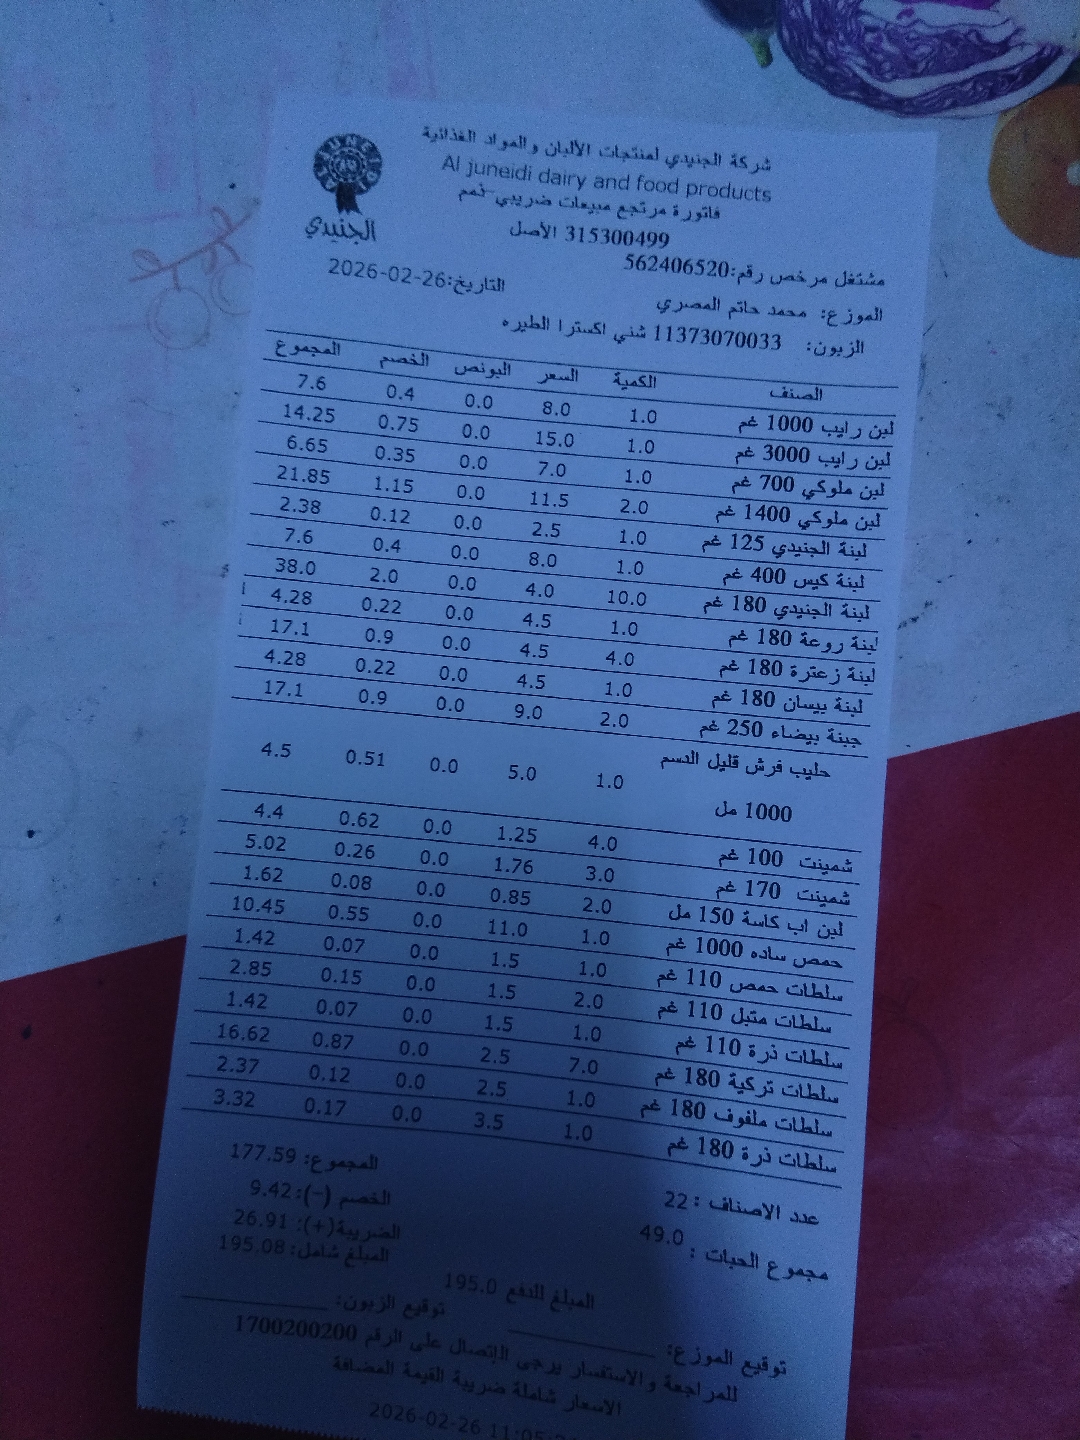 شركة الجنيدي لمنتجات الألبان والمواد الغذائية
Al juneidi dairy and food products
فاتورة مرتجع مبيعات ضريبي-ذمم
الجنيدي
315300499 الأصل
مشتغل مرخص رقم:562406520
التاريخ:2026-02-26
الموزع: محمد حاتم المصري
الزبون: 11373070033 شني اكسترا الطيره
الصنف الكمية السعر البونص الخصم المجموع
لبن رايب 1000 غم 1.0 8.0 0.0 0.4 7.6
لبن رايب 3000 غم 1.0 15.0 0.0 0.75 14.25
لبن ملوكي 700 غم 1.0 7.0 0.0 0.35 6.65
لبن ملوكي 1400 غم 2.0 11.5 0.0 1.15 21.85
لبنة الجنيدي 125 غم 1.0 2.5 0.0 0.12 2.38
لبنة كيس 400 غم 1.0 8.0 0.0 0.4 7.6
لبنة الجنيدي 180 غم 10.0 4.0 0.0 2.0 38.0
لبنة روعة 180 غم 1.0 4.5 0.0 0.22 4.28
لبنة زعترة 180 غم 4.0 4.5 0.0 0.9 17.1
لبنة بيسان 180 غم 1.0 4.5 0.0 0.22 4.28
جبنة بيضاء 250 غم 2.0 9.0 0.0 0.9 17.1
حليب فرش قليل الدسم 1.0 5.0 0.0 0.51 4.5
1000 مل
شمينت 100 غم 4.0 1.25 0.0 0.62 4.4
شمينت 170 غم 3.0 1.76 0.0 0.26 5.02
لبن اب كاسة 150 مل 2.0 0.85 0.0 0.08 1.62
حمص ساده 1000 غم 1.0 11.0 0.0 0.55 10.45
سلطات حمص 110 غم 1.0 1.5 0.0 0.07 1.42
سلطات متبل 110 غم 2.0 1.5 0.0 0.15 2.85
سلطات ذرة 110 غم 1.0 1.5 0.0 0.07 1.42
سلطات تركية 180 غم 7.0 2.5 0.0 0.87 16.62
سلطات ملفوف 180 غم 1.0 2.5 0.0 0.12 2.37
سلطات ذرة 180 غم 1.0 3.5 0.0 0.17 3.32
عدد الاصناف : 22 المجموع: 177.59
الخصم (-): 9.42
مجموع الحبات : 49.0 الضريبة(+): 26.91
المبلغ شامل: 195.08
المبلغ للدفع 195.0
توقيع الموزع: توقيع الزبون:
للمراجعة والاستفسار يرجى الإتصال على الرقم 1700200200
الاسعار شاملة ضريبة القيمة المضافة
2026-02-26 11:05